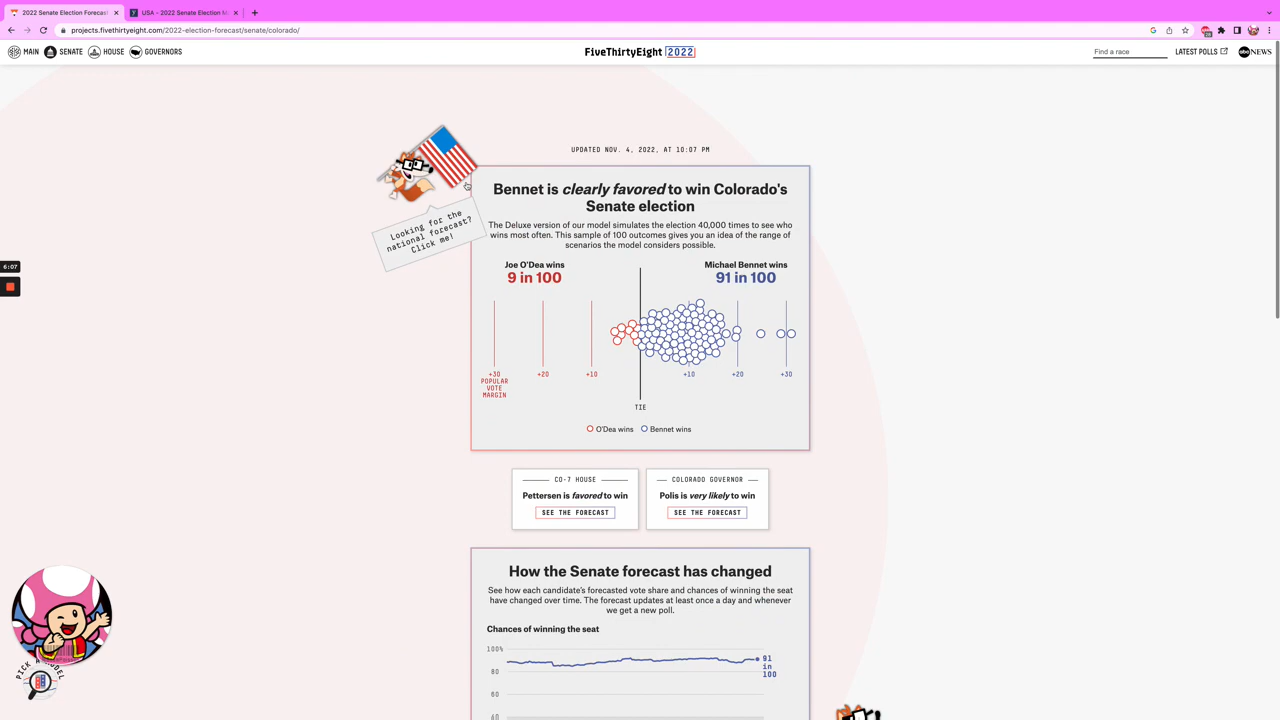 2022 Senate Election Forecast
USA - 2022 Senate Election M
projects.fivethirtyeight.com/2022-election-forecast/senate/colorado/
MAIN SENATE HOUSE GOVERNORS
FiveThirtyEight 2022
Find a race
LATEST POLLS
abc NEWS
UPDATED NOV. 4, 2022, AT 10:07 PM
Looking for the
national forecast?
Click me!
Bennet is clearly favored to win Colorado's
Senate election
The Deluxe version of our model simulates the election 40,000 times to see who
wins most often. This sample of 100 outcomes gives you an idea of the range of
scenarios the model considers possible.
Joe O'Dea wins
9 in 100
Michael Bennet wins
91 in 100
6:07
+30 +20 +10 +10 +20 +30
POPULAR
VOTE
MARGIN
TIE
O'Dea wins Bennet wins
CO-7 HOUSE
Pettersen is favored to win
SEE THE FORECAST
COLORADO GOVERNOR
Polis is very likely to win
SEE THE FORECAST
How the Senate forecast has changed
See how each candidate's forecasted vote share and chances of winning the seat
have changed over time. The forecast updates at least once a day and whenever
we get a new poll.
Chances of winning the seat
100%
80
60
91
in
100